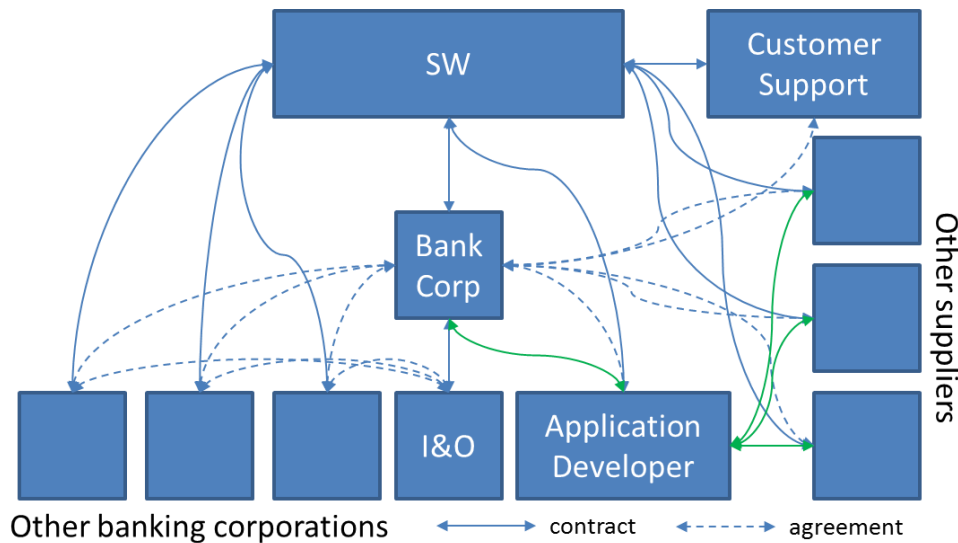 SW
Customer
Support
Bank
Corp
Other suppliers
I&O
Application
Developer
Other banking corporations
contract
agreement